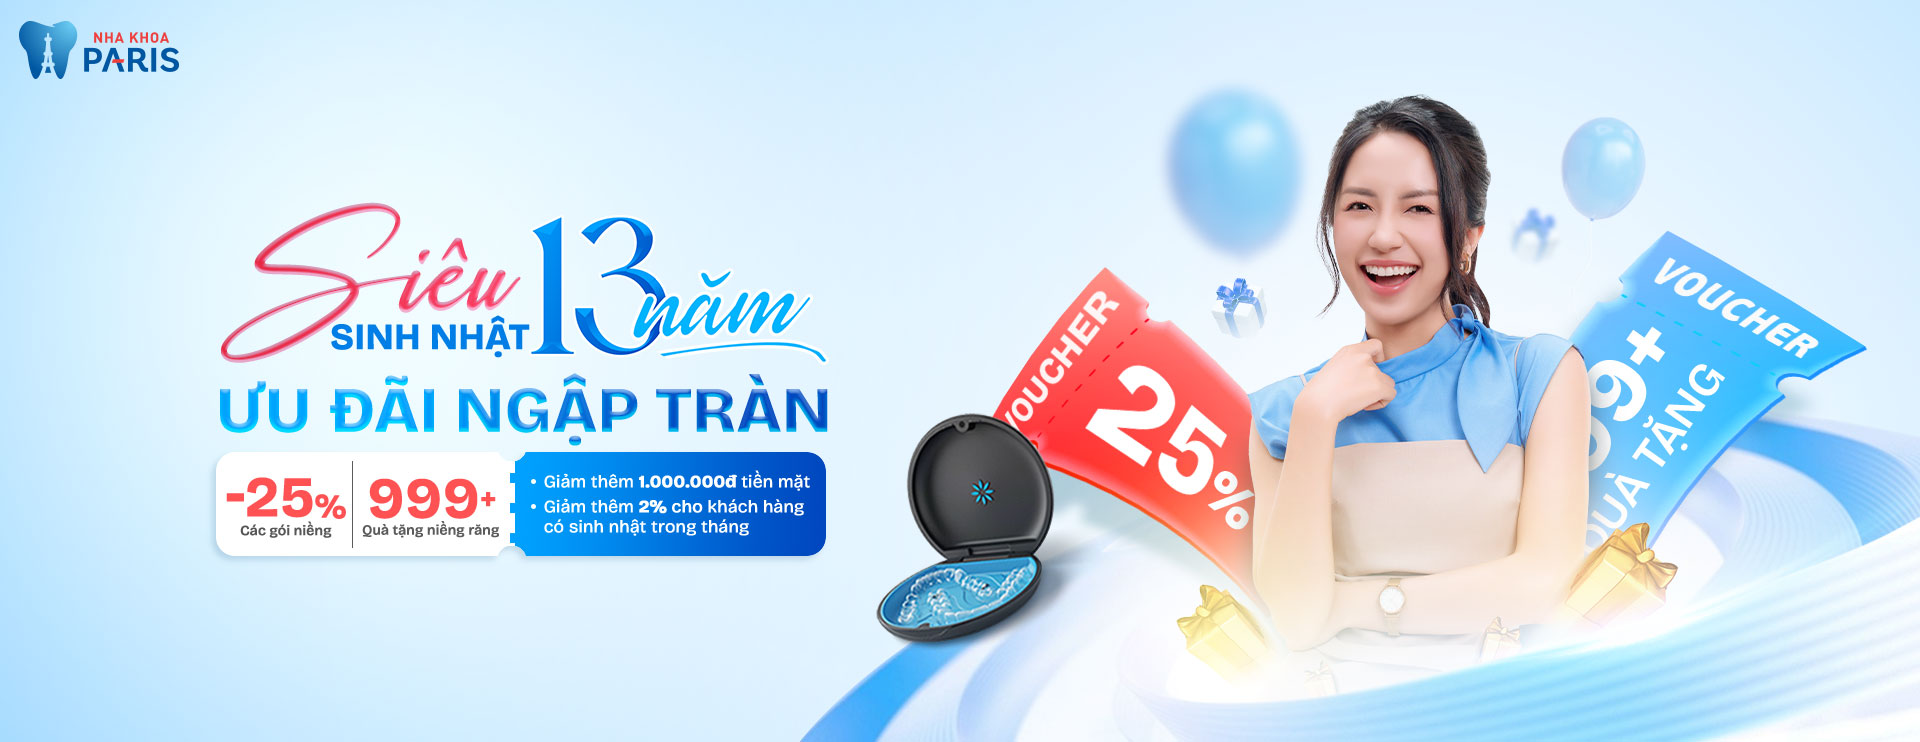 NHA KHOA
PARIS
Siêu
SINH NHẬT 13 năm
ƯU ĐÃI NGẬP TRÀN
-25%
Các gói niềng
999+
Quà tặng niềng răng
• Giảm thêm 1.000.000đ tiền mặt
• Giảm thêm 2% cho khách hàng
có sinh nhật trong tháng
VOUCHER
25%
VOUCHER
99+
QUÀ TẶNG